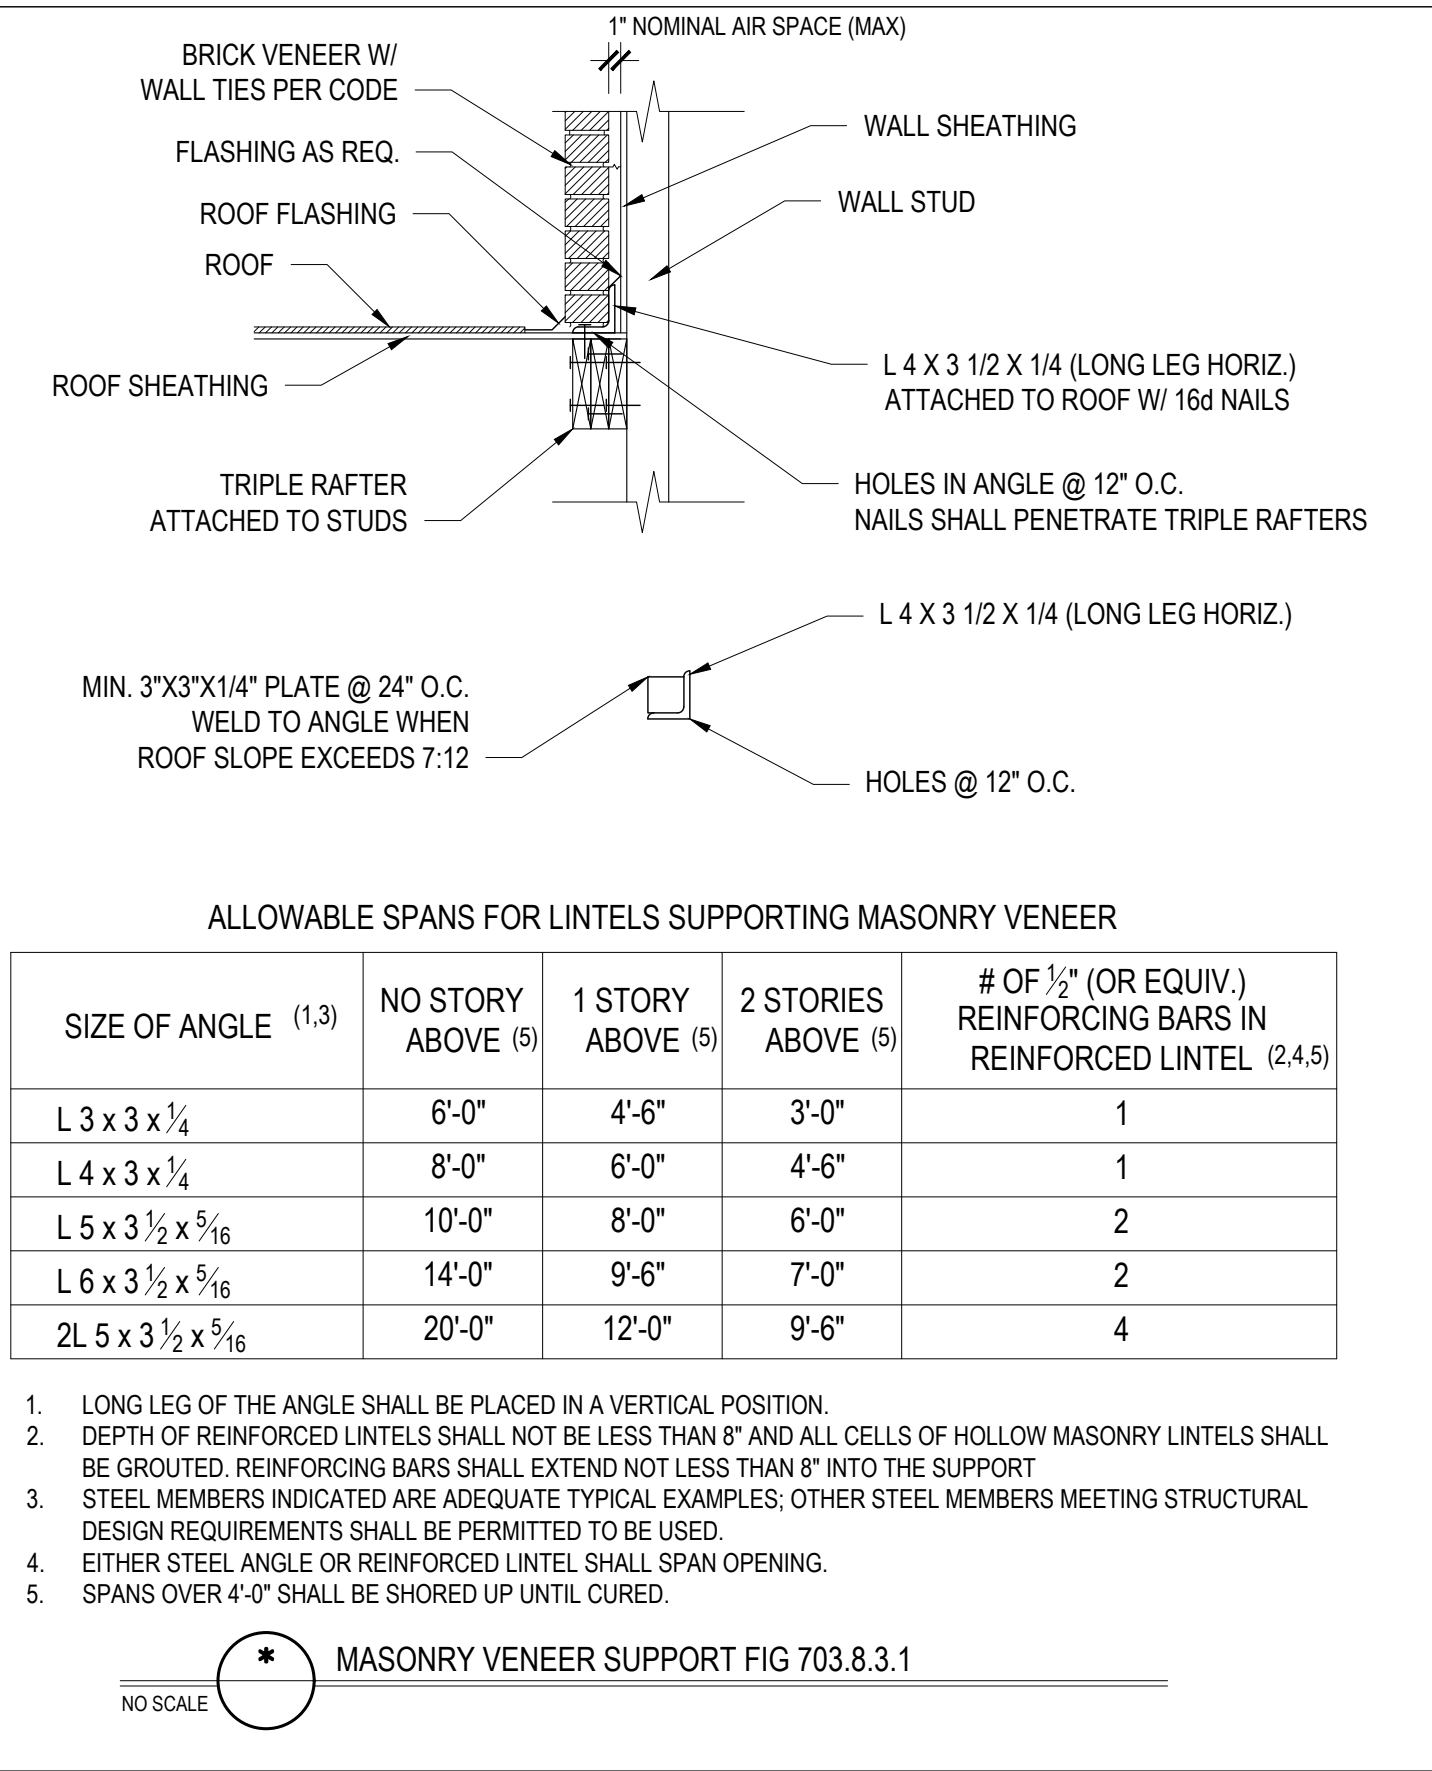 1" NOMINAL AIR SPACE (MAX)
BRICK VENEER W/
WALL TIES PER CODE
FLASHING AS REQ.
ROOF FLASHING
ROOF
ROOF SHEATHING
TRIPLE RAFTER
ATTACHED TO STUDS
WALL SHEATHING
WALL STUD
L 4 X 3 1/2 X 1/4 (LONG LEG HORIZ.)
ATTACHED TO ROOF W/ 16d NAILS
HOLES IN ANGLE @ 12" O.C.
NAILS SHALL PENETRATE TRIPLE RAFTERS
L 4 X 3 1/2 X 1/4 (LONG LEG HORIZ.)
MIN. 3"X3"X1/4" PLATE @ 24" O.C.
WELD TO ANGLE WHEN
ROOF SLOPE EXCEEDS 7:12
HOLES @ 12" O.C.
ALLOWABLE SPANS FOR LINTELS SUPPORTING MASONRY VENEER
SIZE OF ANGLE (1,3)
NO STORY
ABOVE (5)
1 STORY
ABOVE (5)
2 STORIES
ABOVE (5)
# OF 1/2" (OR EQUIV.)
REINFORCING BARS IN
REINFORCED LINTEL (2,4,5)
L 3 x 3 x 1/4 6'-0" 4'-6" 3'-0" 1
L 4 x 3 x 1/4 8'-0" 6'-0" 4'-6" 1
L 5 x 3 1/2 x 5/16 10'-0" 8'-0" 6'-0" 2
L 6 x 3 1/2 x 5/16 14'-0" 9'-6" 7'-0" 2
2L 5 x 3 1/2 x 5/16 20'-0" 12'-0" 9'-6" 4
1. LONG LEG OF THE ANGLE SHALL BE PLACED IN A VERTICAL POSITION.
2. DEPTH OF REINFORCED LINTELS SHALL NOT BE LESS THAN 8" AND ALL CELLS OF HOLLOW MASONRY LINTELS SHALL
BE GROUTED. REINFORCING BARS SHALL EXTEND NOT LESS THAN 8" INTO THE SUPPORT
3. STEEL MEMBERS INDICATED ARE ADEQUATE TYPICAL EXAMPLES; OTHER STEEL MEMBERS MEETING STRUCTURAL
DESIGN REQUIREMENTS SHALL BE PERMITTED TO BE USED.
4. EITHER STEEL ANGLE OR REINFORCED LINTEL SHALL SPAN OPENING.
5. SPANS OVER 4'-0" SHALL BE SHORED UP UNTIL CURED.
* MASONRY VENEER SUPPORT FIG 703.8.3.1
NO SCALE